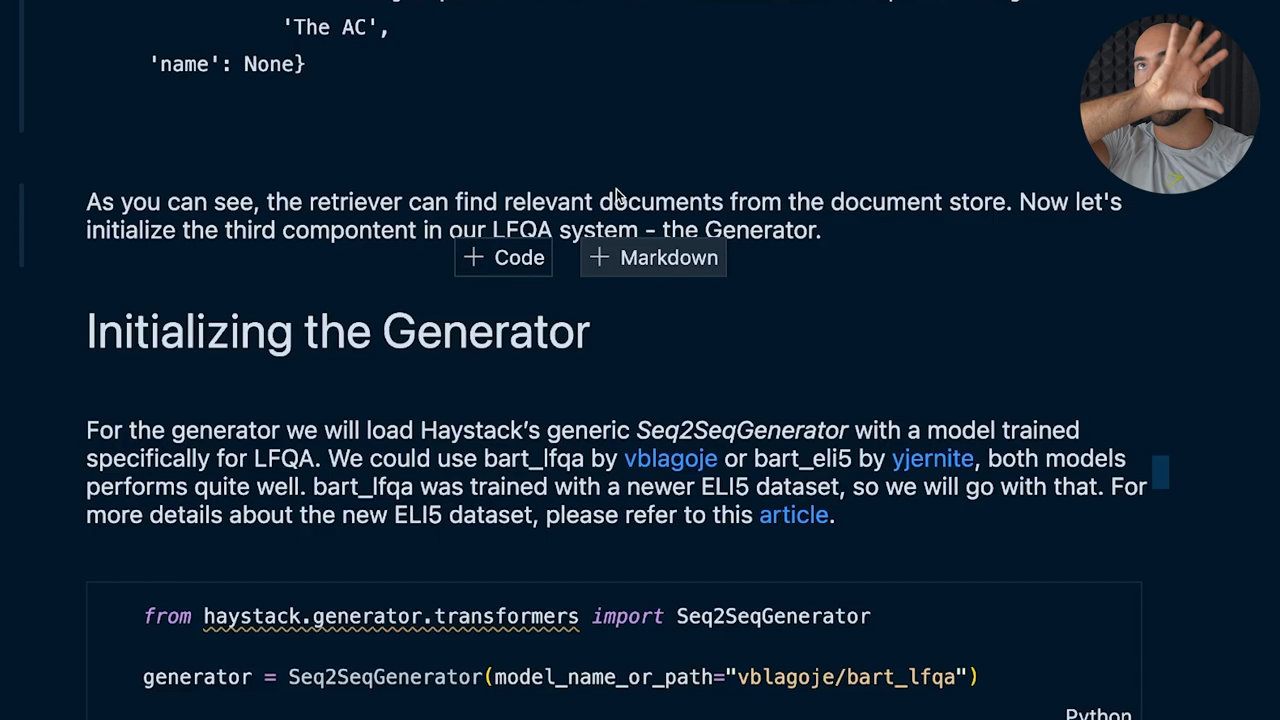 'The AC',
'name': None}
As you can see, the retriever can find relevant documents from the document store. Now let's
initialize the third compontent in our LFQA system - the Generator.
+ Code + Markdown
Initializing the Generator
For the generator we will load Haystack's generic Seq2SeqGenerator with a model trained
specifically for LFQA. We could use bart_lfqa by vblagoje or bart_eli5 by yjernite, both models
performs quite well. bart_lfqa was trained with a newer ELI5 dataset, so we will go with that. For
more details about the new ELI5 dataset, please refer to this article.
from haystack.generator.transformers import Seq2SeqGenerator
generator = Seq2SeqGenerator(model_name_or_path="vblagoje/bart_lfqa")
Python